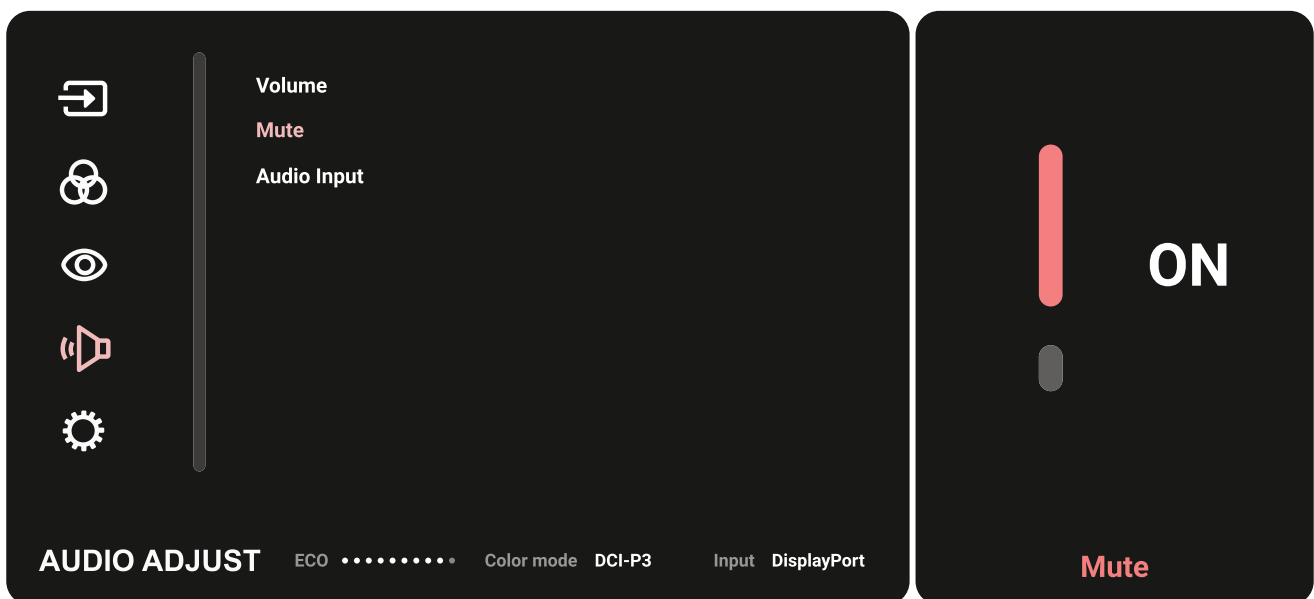 Volume
Mute
Audio Input
ON
AUDIO ADJUST ECO Color mode DCI-P3 Input DisplayPort
Mute